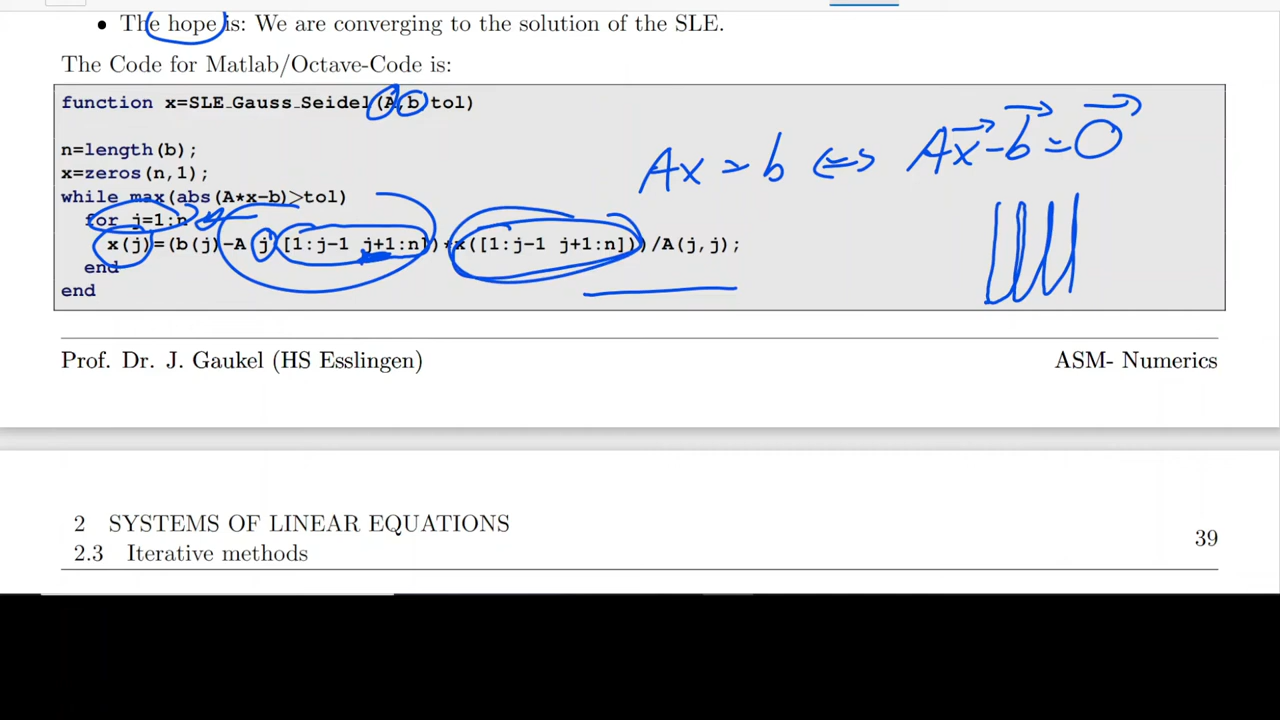 • The hope is: We are converging to the solution of the SLE.
The Code for Matlab/Octave-Code is:
function x=SLE_Gauss_Seidel(A,b,tol)
Ax = b ⇔ Ax⃗ - b⃗ = 0⃗
n=length(b);
x=zeros(n,1);
while max(abs(A*x-b)>tol)
for j=1:n
x(j)=(b(j)-A(j,[1:j-1 j+1:n])*x([1:j-1 j+1:n]))/A(j,j);
end
end
Prof. Dr. J. Gaukel (HS Esslingen) ASM- Numerics
2 SYSTEMS OF LINEAR EQUATIONS
39
2.3 Iterative methods